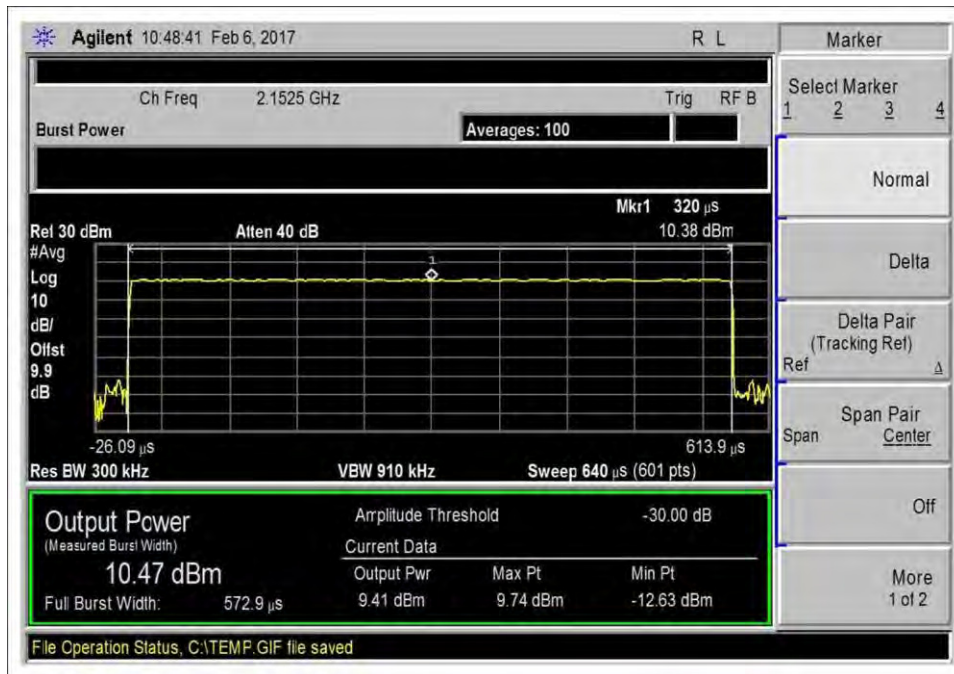 Agilent 10:48:41 Feb 6, 2017 R L
Ch Freq 2.1525 GHz Trig RF B
Burst Power
Averages: 100
Mkr1 320 µs
Ref 30 dBm Atten 40 dB 10.38 dBm
#Avg
Log
10
dB/
Offst
9.9
dB
1
-26.09 µs 613.9 µs
Res BW 300 kHz VBW 910 kHz Sweep 640 µs (601 pts)
Output Power
(Measured Burst Width)
10.47 dBm
Full Burst Width: 572.9 µs
Amplitude Threshold -30.00 dB
Current Data
Output Pwr Max Pt Min Pt
9.41 dBm 9.74 dBm -12.63 dBm
File Operation Status, C:\TEMP.GIF file saved
Marker
Select Marker
1 2 3 4
Normal
Delta
Delta Pair
(Tracking Ref)
Ref Δ
Span Pair
Span Center
Off
More
1 of 2